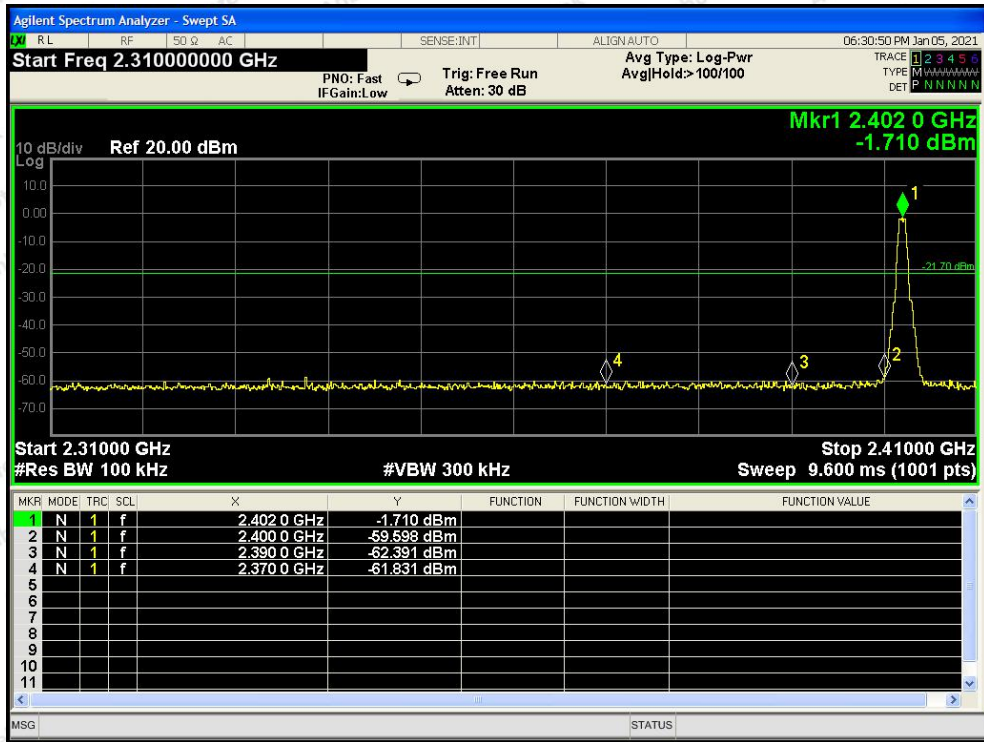 Agilent Spectrum Analyzer - Swept SA
LXI RL RF 50 Ω AC SENSE:INT ALIGNAUTO 06:30:50 PM Jan 05, 2021
Start Freq 2.310000000 GHz
PNO: Fast
IFGain:Low
Trig: Free Run
Atten: 30 dB
Avg Type: Log-Pwr
Avg|Hold:> 100/100
TRACE 1 2 3 4 5 6
TYPE M WWWWW
DET P N N N N N
Mkr1 2.402 0 GHz
-1.710 dBm
10 dB/div Ref 20.00 dBm
Log
10.0
0.00
-10.0
-20.0
-30.0
-40.0
-50.0
-60.0
-70.0
1
-21.70 dBm
4
3
2
Start 2.31000 GHz Stop 2.41000 GHz
#Res BW 100 kHz #VBW 300 kHz Sweep 9.600 ms (1001 pts)
MKR MODE TRC SCL X Y FUNCTION FUNCTION WIDTH FUNCTION VALUE
1 N 1 f 2.402 0 GHz -1.710 dBm
2 N 1 f 2.400 0 GHz -59.598 dBm
3 N 1 f 2.390 0 GHz -62.391 dBm
4 N 1 f 2.370 0 GHz -61.831 dBm
5
6
7
8
9
10
11
MSG STATUS